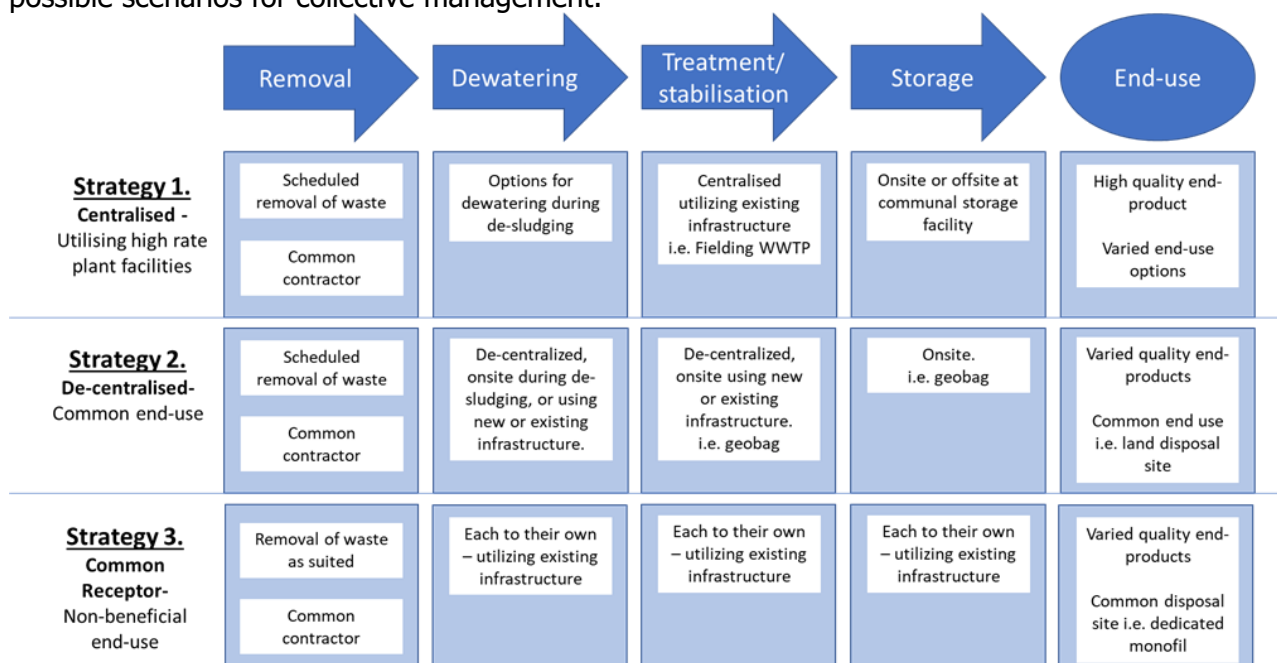 possible scenarios for collective management.
Removal
Dewatering
Treatment/
stabilisation
Storage
End-use
Strategy 1.
Centralised -
Utilising high rate
plant facilities
Scheduled
removal of waste
Common
contractor
Options for
dewatering during
de-sludging
Centralised
utilizing existing
infrastructure
i.e. Fielding WWTP
Onsite or offsite at
communal storage
facility
High quality end-
product
Varied end-use
options
Strategy 2.
De-centralised-
Common end-use
Scheduled
removal of waste
Common
contractor
De-centralized,
onsite during de-
sludging, or using
new or existing
infrastructure.
De-centralized,
onsite using new
or existing
infrastructure.
i.e. geobag
Onsite.
i.e. geobag
Varied quality end-
products
Common end use
i.e. land disposal
site
Strategy 3.
Common
Receptor-
Non-beneficial
end-use
Removal of waste
as suited
Common
contractor
Each to their own
– utilizing existing
infrastructure
Each to their own
– utilizing existing
infrastructure
Each to their own
– utilizing existing
infrastructure
Varied quality end-
products
Common disposal
site i.e. dedicated
monofil